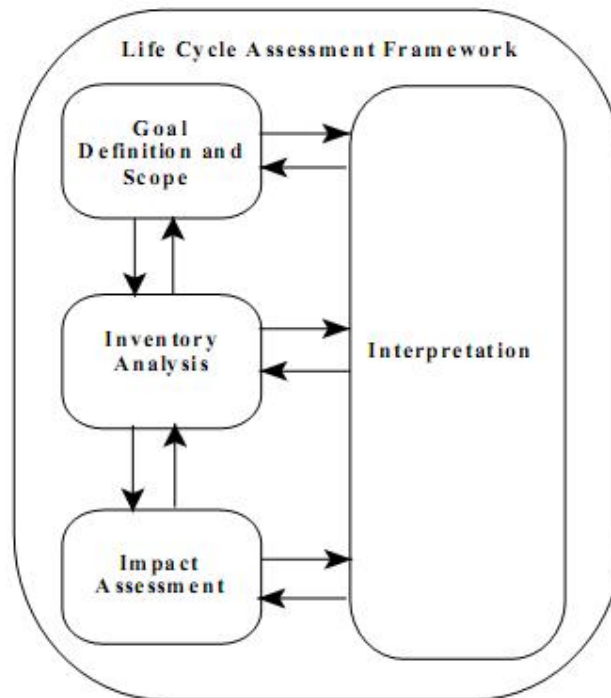 Life Cycle Assessment Framework
Goal
Definition and
Scope
Inventory
Analysis
Interpretation
Impact
Assessment